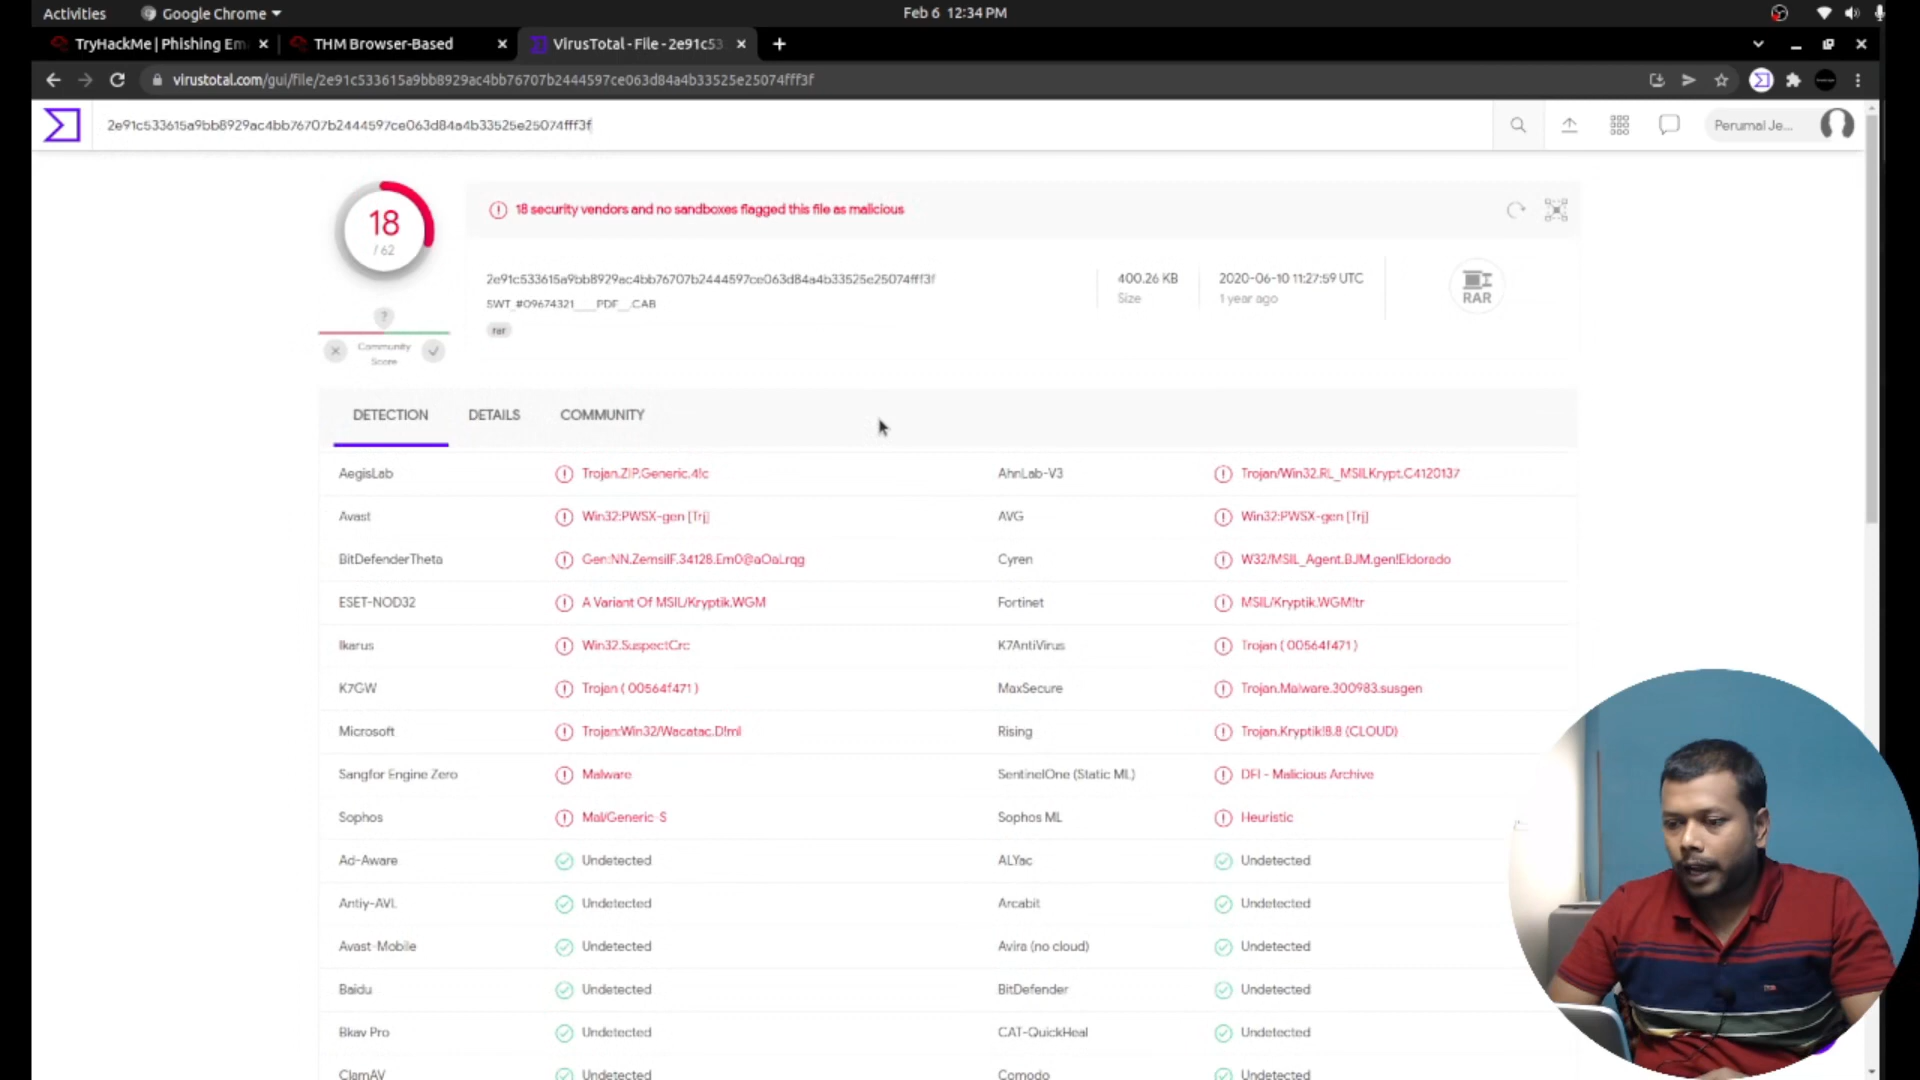 Activities Google Chrome Feb 6 12:34 PM
TryHackMe | Phishing Em THM Browser-Based VirusTotal - File - 2e91c53
virustotal.com/gui/file/2e91c533615a9bb8929ac4bb76707b2444597ce063d84a4b33525e25074fff3f
2e91c533615a9bb8929ac4bb76707b2444597ce063d84a4b33525e25074fff3f Perumal Je...
18
/ 62
18 security vendors and no sandboxes flagged this file as malicious
2e91c533615a9bb8929ac4bb76707b2444597ce063d84a4b33525e25074fff3f
SWT_#09674321____PDF__.CAB
rar
400.26 KB
Size
2020-06-10 11:27:59 UTC
1 year ago
RAR
?
Community
Score
DETECTION DETAILS COMMUNITY
AegisLab Trojan.ZIP.Generic.4!c AhnLab-V3 Trojan/Win32.RL_MSILKrypt.C4120137
Avast Win32:PWSX-gen [Trj] AVG Win32:PWSX-gen [Trj]
BitDefenderTheta Gen:NN.ZemsilF.34128.Em0@aOaLrqg Cyren W32/MSIL_Agent.BJM.gen!Eldorado
ESET-NOD32 A Variant Of MSIL/Kryptik.WGM Fortinet MSIL/Kryptik.WGM!tr
Ikarus Win32.SuspectCrc K7AntiVirus Trojan ( 00564f471 )
K7GW Trojan ( 00564f471 ) MaxSecure Trojan.Malware.300983.susgen
Microsoft Trojan:Win32/Wacatac.D!ml Rising Trojan.Kryptik!8.8 (CLOUD)
Sangfor Engine Zero Malware SentinelOne (Static ML) DFI - Malicious Archive
Sophos Mal/Generic-S Sophos ML Heuristic
Ad-Aware Undetected ALYac Undetected
Antiy-AVL Undetected Arcabit Undetected
Avast-Mobile Undetected Avira (no cloud) Undetected
Baidu Undetected BitDefender Undetected
Bkav Pro Undetected CAT-QuickHeal Undetected
ClamAV Undetected Comodo Undetected